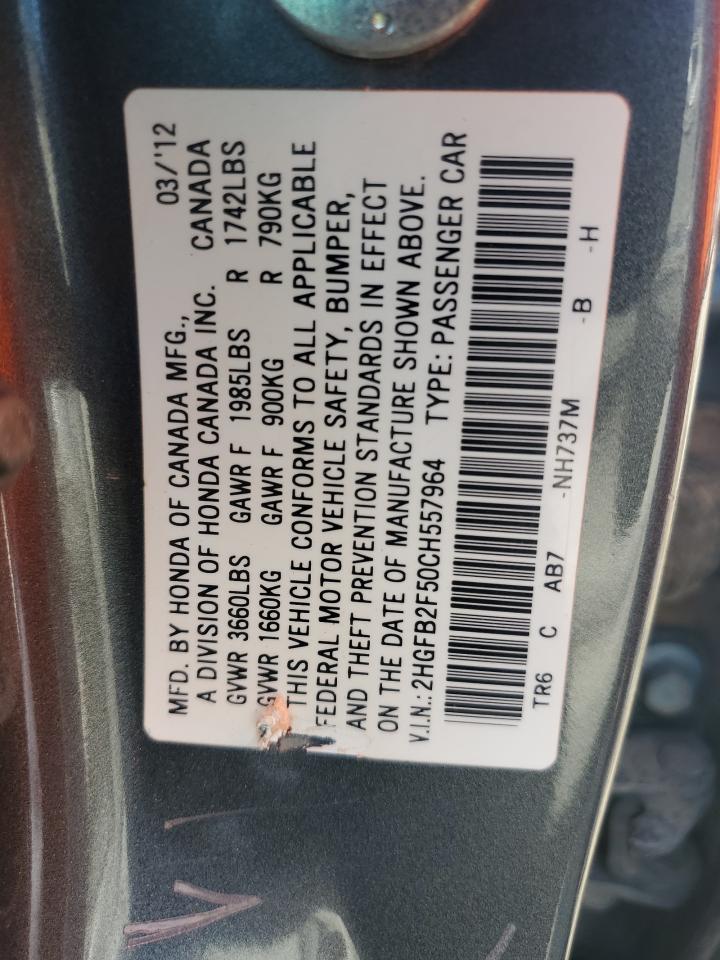 MFD. BY HONDA OF CANADA MFG., 03/'12
A DIVISION OF HONDA CANADA INC. CANADA
GVWR 3660LBS GAWR F 1985LBS R 1742LBS
GVWR 1660KG GAWR F 900KG R 790KG
THIS VEHICLE CONFORMS TO ALL APPLICABLE
FEDERAL MOTOR VEHICLE SAFETY, BUMPER,
AND THEFT PREVENTION STANDARDS IN EFFECT
ON THE DATE OF MANUFACTURE SHOWN ABOVE.
V.I.N.: 2HGFB2F50CH557964 TYPE: PASSENGER CAR
TR6 C AB7 -NH737M -B -H